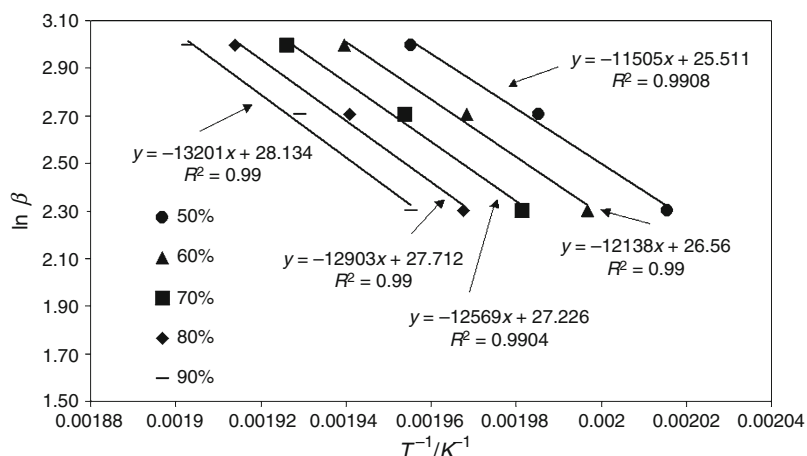 3.10
2.90
2.70
2.50
2.30
2.10
1.90
1.70
1.50
ln β
y = −11505x + 25.511
R² = 0.9908
y = −13201x + 28.134
R² = 0.99
50%
60%
70%
80%
90%
y = −12903x + 27.712
R² = 0.99
y = −12138x + 26.56
R² = 0.99
y = −12569x + 27.226
R² = 0.9904
0.00188 0.0019 0.00192 0.00194 0.00196 0.00198 0.002 0.00202 0.00204
T⁻¹/K⁻¹